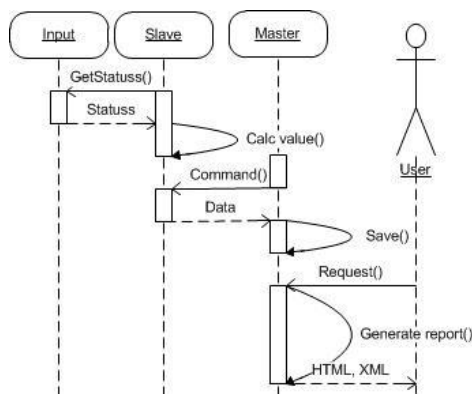 Input
Slave
Master
GetStatuss()
Statuss
Calc value()
Command()
User
Data
Save()
Request()
Generate report()
HTML, XML